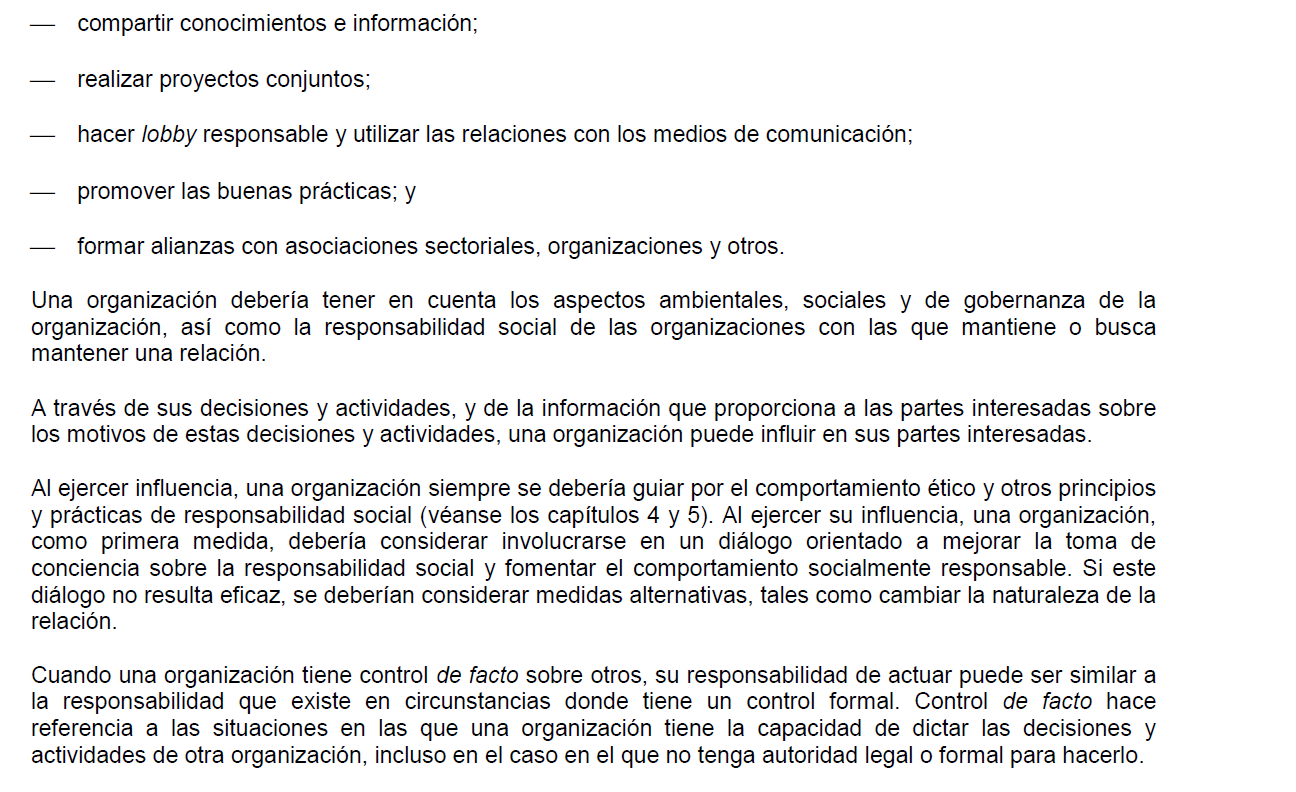 — compartir conocimientos e información;
— realizar proyectos conjuntos;
— hacer lobby responsable y utilizar las relaciones con los medios de comunicación;
— promover las buenas prácticas; y
— formar alianzas con asociaciones sectoriales, organizaciones y otros.
Una organización debería tener en cuenta los aspectos ambientales, sociales y de gobernanza de la
organización, así como la responsabilidad social de las organizaciones con las que mantiene o busca
mantener una relación.
A través de sus decisiones y actividades, y de la información que proporciona a las partes interesadas sobre
los motivos de estas decisiones y actividades, una organización puede influir en sus partes interesadas.
Al ejercer influencia, una organización siempre se debería guiar por el comportamiento ético y otros principios
y prácticas de responsabilidad social (véanse los capítulos 4 y 5). Al ejercer su influencia, una organización,
como primera medida, debería considerar involucrarse en un diálogo orientado a mejorar la toma de
conciencia sobre la responsabilidad social y fomentar el comportamiento socialmente responsable. Si este
diálogo no resulta eficaz, se deberían considerar medidas alternativas, tales como cambiar la naturaleza de la
relación.
Cuando una organización tiene control de facto sobre otros, su responsabilidad de actuar puede ser similar a
la responsabilidad que existe en circunstancias donde tiene un control formal. Control de facto hace
referencia a las situaciones en las que una organización tiene la capacidad de dictar las decisiones y
actividades de otra organización, incluso en el caso en el que no tenga autoridad legal o formal para hacerlo.